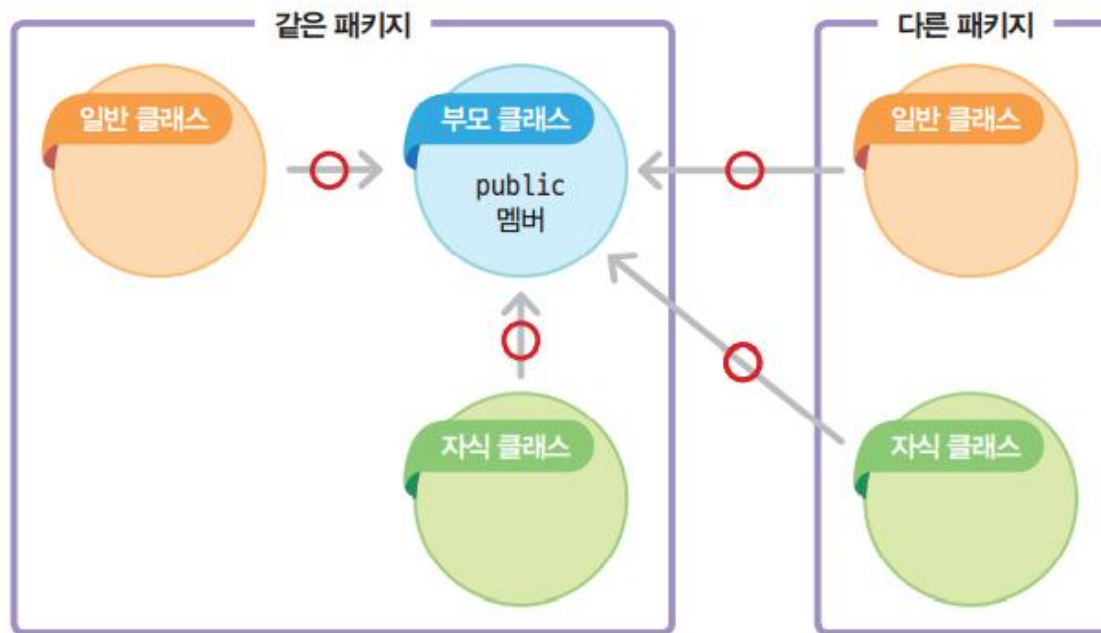 같은 패키지
다른 패키지
일반 클래스
부모 클래스
일반 클래스
public
멤버
자식 클래스
자식 클래스